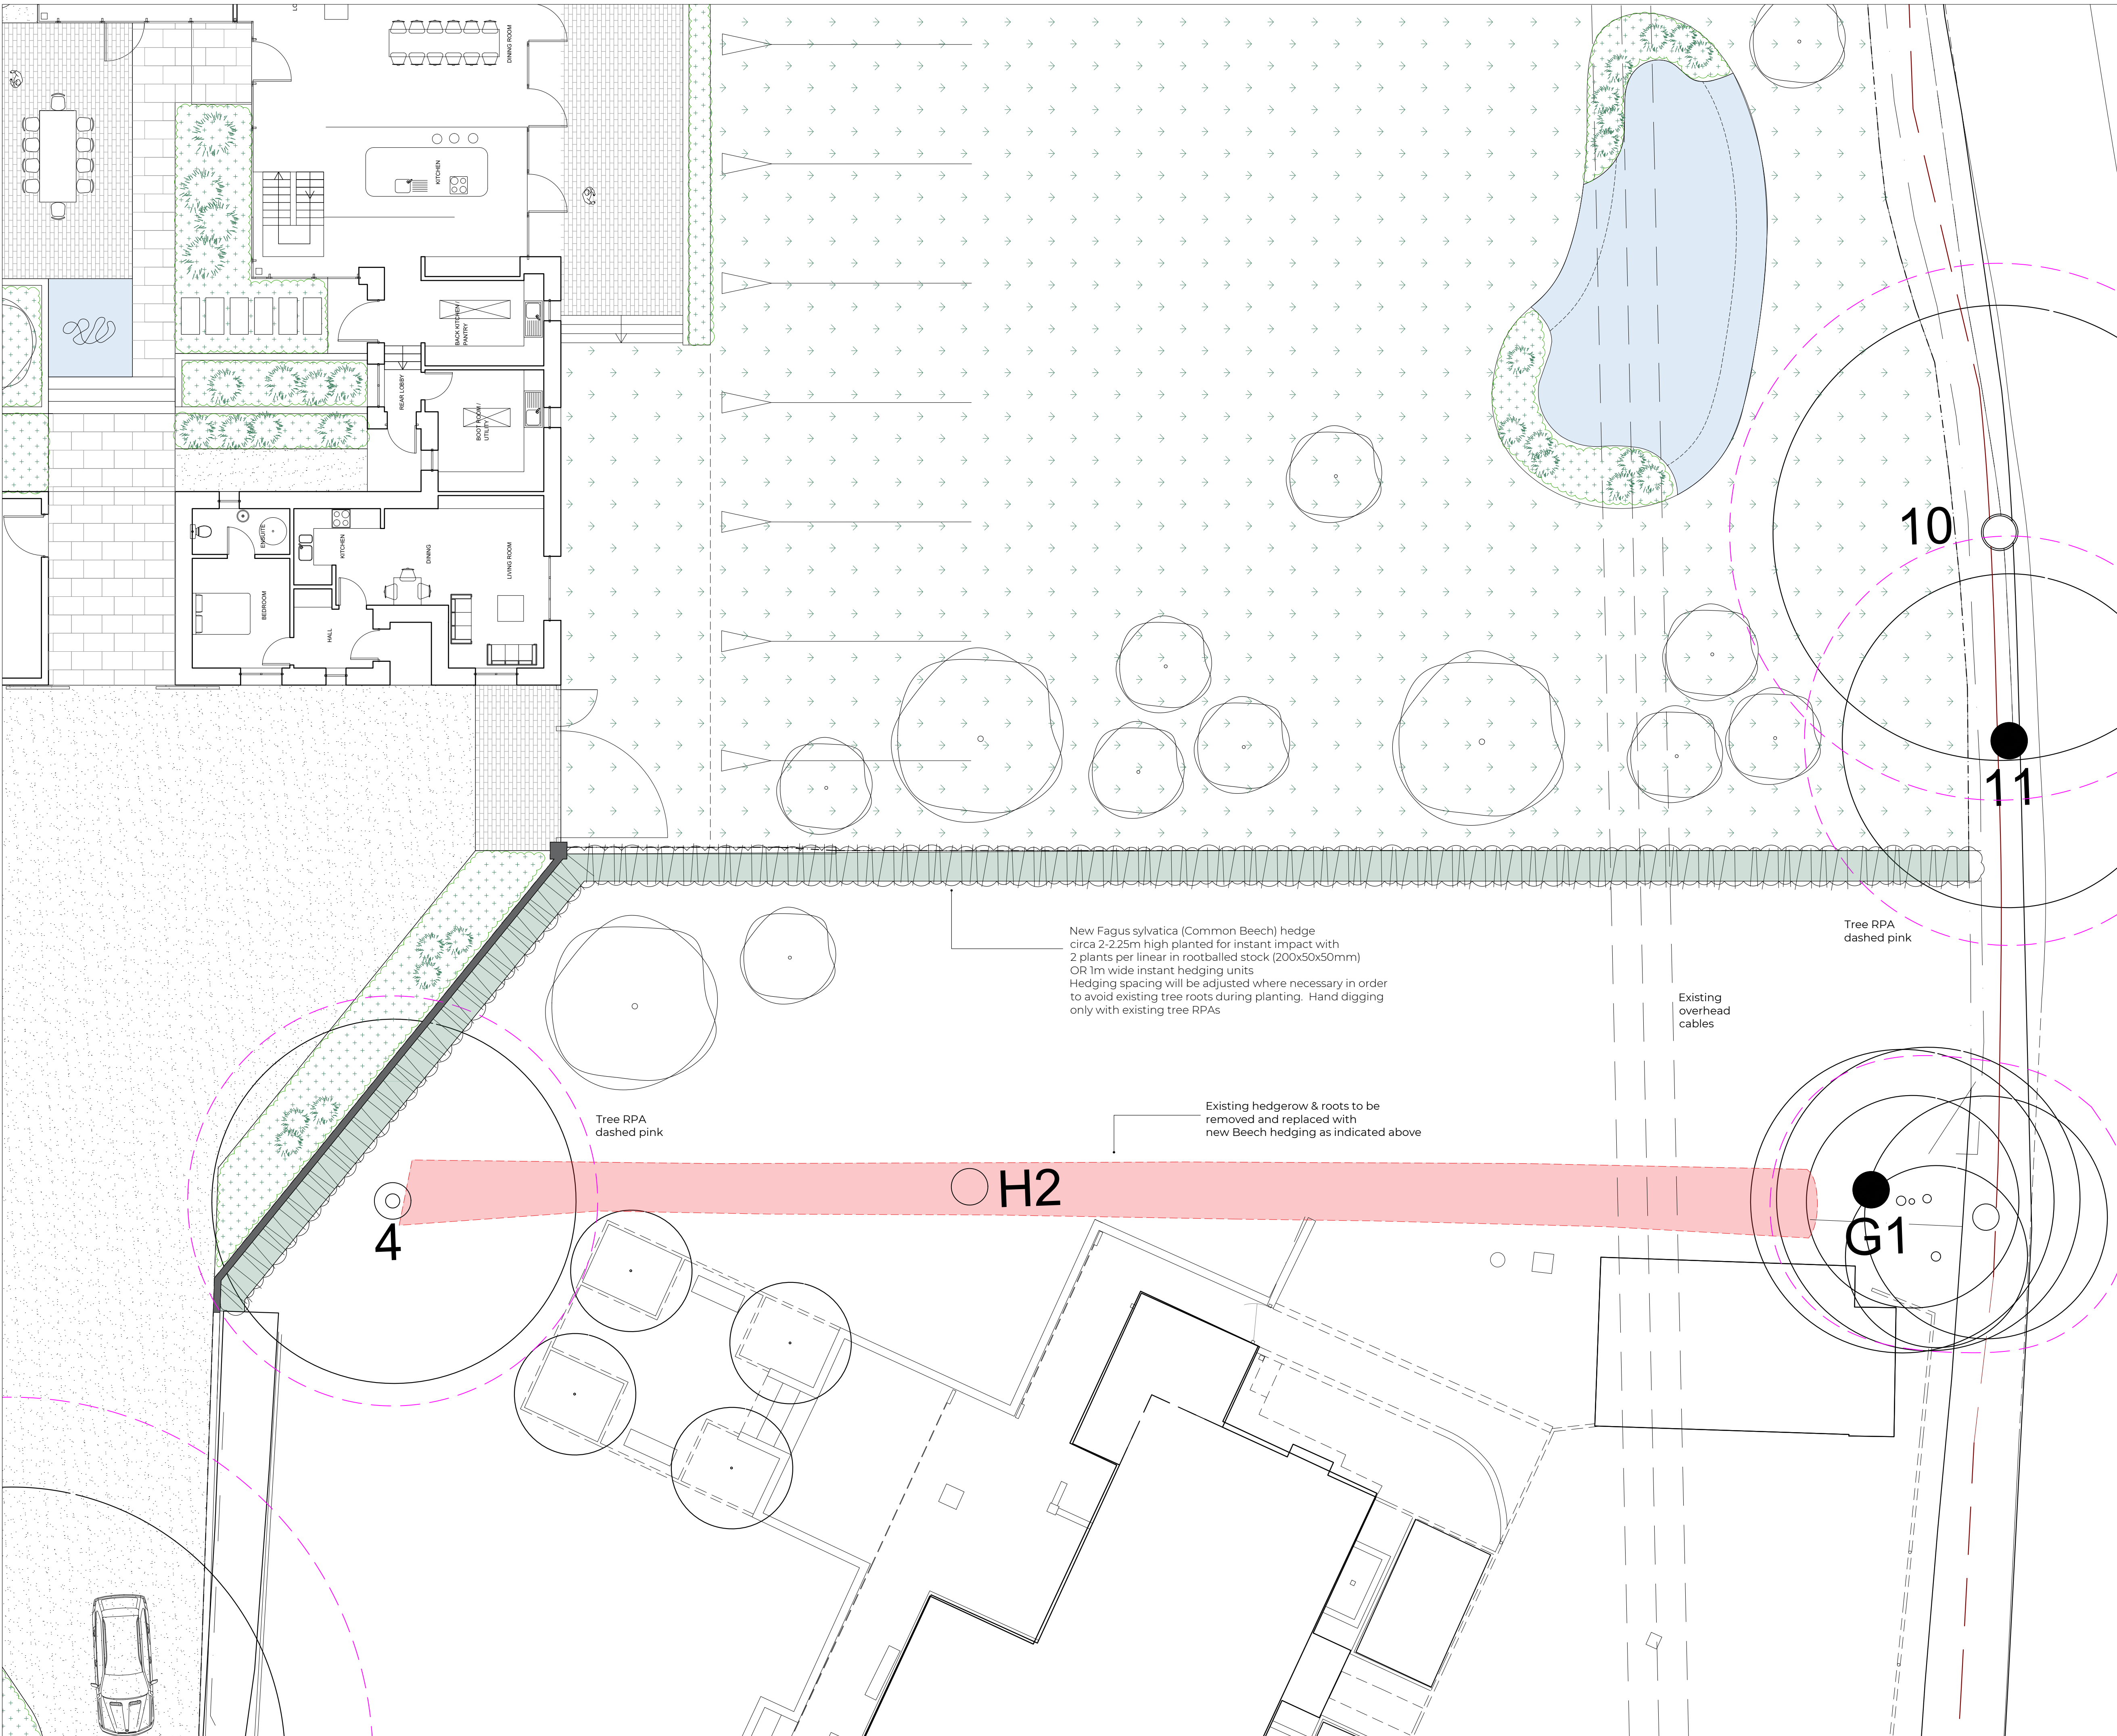 LO
DINING ROOM
KITCHEN
BACK KITCHEN /
PANTRY
REAR LOBBY
BOOT ROOM /
UTILITY
ENSUITE
KITCHEN
DINING
LIVING ROOM
BEDROOM
HALL
10
11
New Fagus sylvatica (Common Beech) hedge
circa 2-2.25m high planted for instant impact with
2 plants per linear in rootballed stock (200x50x50mm)
OR 1m wide instant hedging units
Hedging spacing will be adjusted where necessary in order
to avoid existing tree roots during planting. Hand digging
only with existing tree RPAs
Tree RPA
dashed pink
Existing
overhead
cables
Tree RPA
dashed pink
Existing hedgerow & roots to be
removed and replaced with
new Beech hedging as indicated above
4
H2
G1